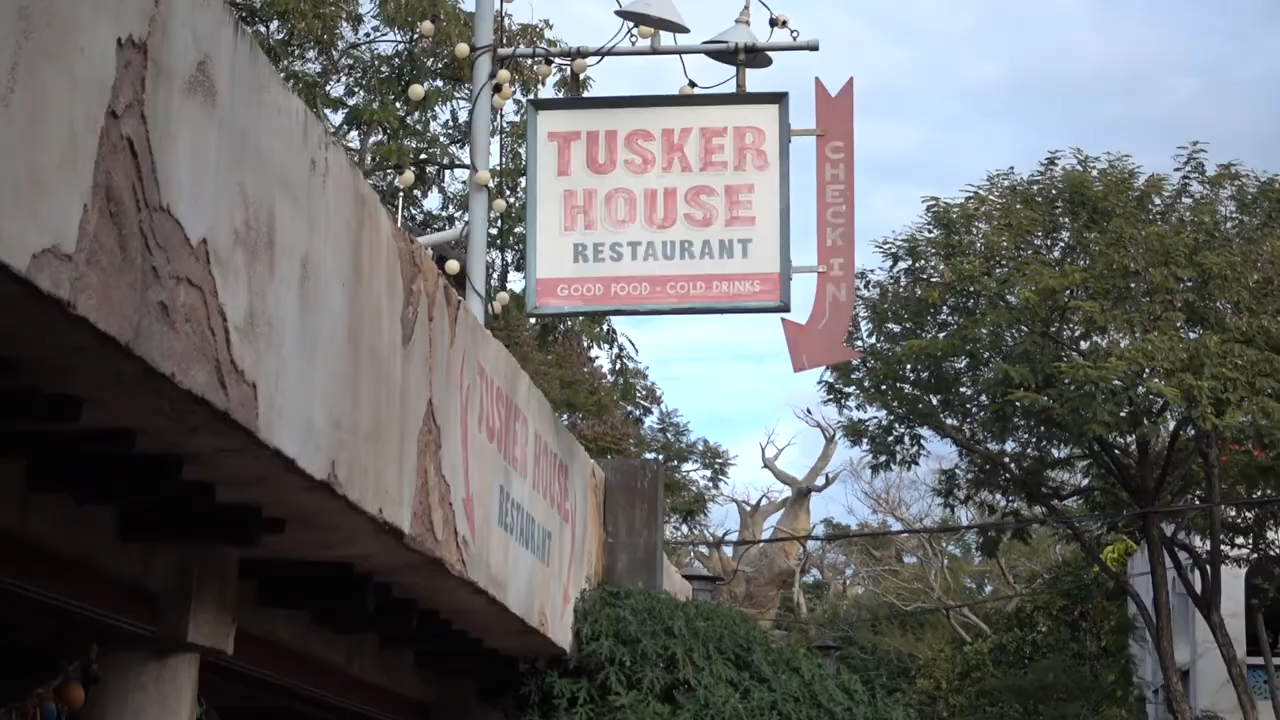 TUSKER
HOUSE
RESTAURANT
GOOD FOOD · COLD DRINKS
CHECK IN
TUSKER HOUSE
RESTAURANT